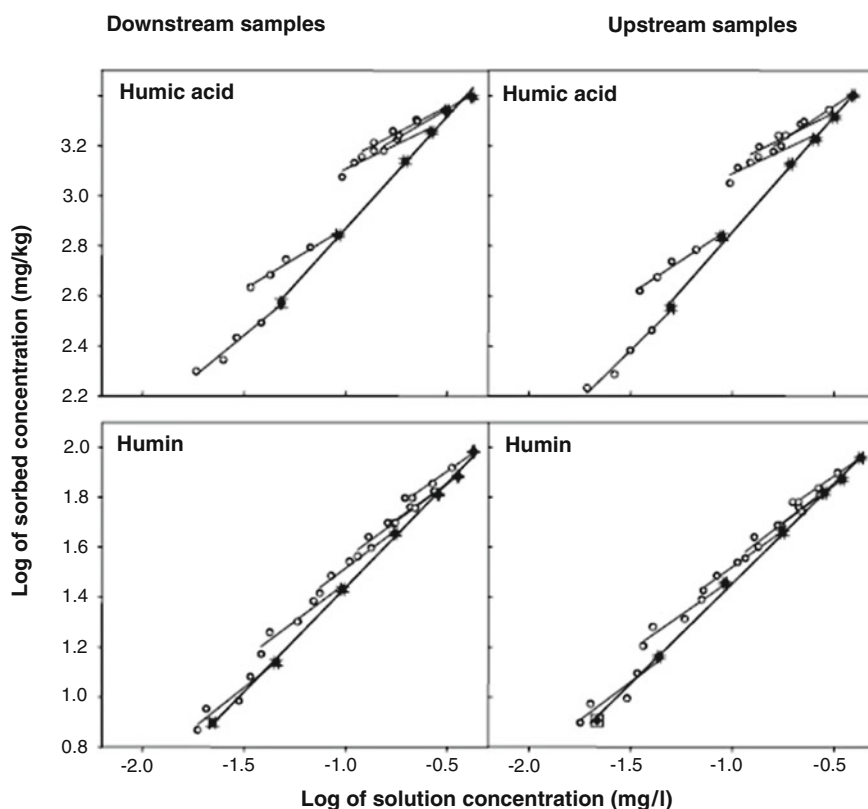 Downstream samples
Upstream samples
Humic acid
Humic acid
3.2
3.0
2.8
2.6
2.4
2.2
Log of sorbed concentration (mg/kg)
Humin
Humin
2.0
1.8
1.6
1.4
1.2
1.0
0.8
-2.0 -1.5 -1.0 -0.5 -2.0 -1.5 -1.0 -0.5
Log of solution concentration (mg/l)